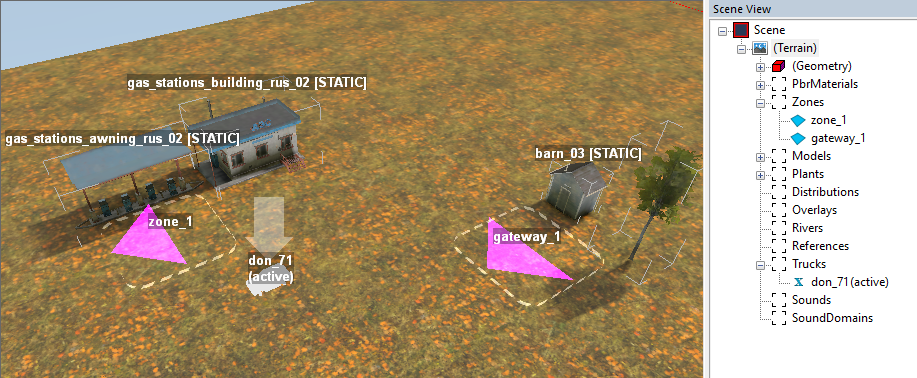 gas_stations_building_rus_02 [STATIC]
gas_stations_awning_rus_02 [STATIC]
barn_03 [STATIC]
zone_1
gateway_1
don_71
(active)
Scene View
Scene
(Terrain)
(Geometry)
PbrMaterials
Zones
zone_1
gateway_1
Models
Plants
Distributions
Overlays
Rivers
References
Trucks
don_71(active)
Sounds
SoundDomains